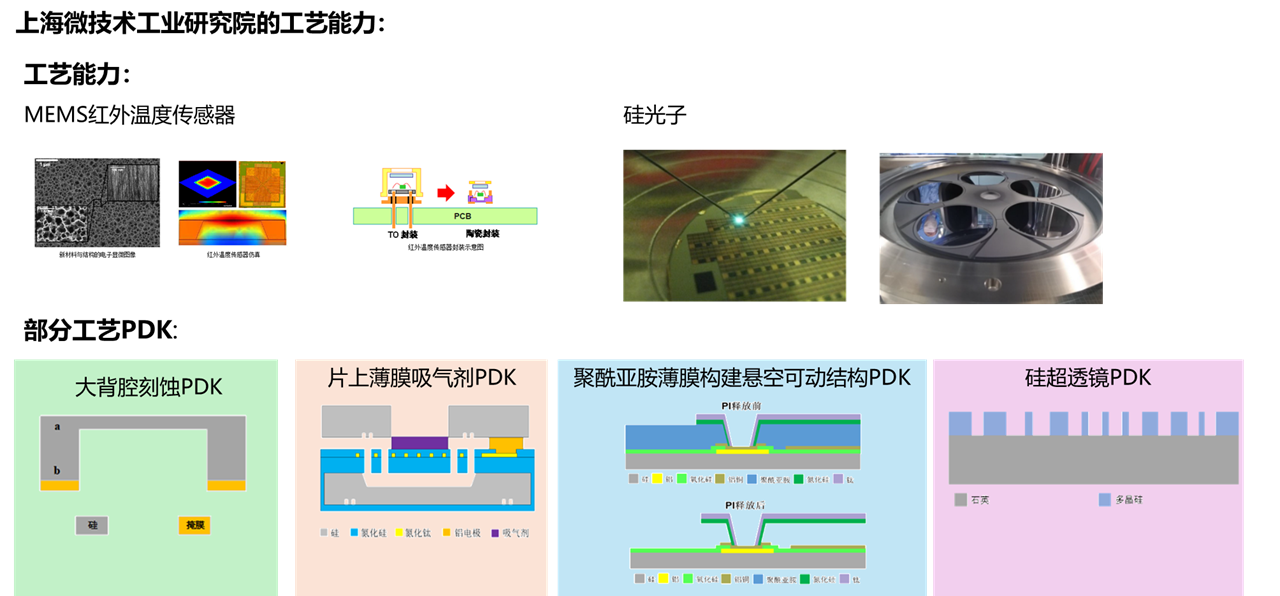 上海微技术工业研究院的工艺能力：
工艺能力：
MEMS红外温度传感器
硅光子
新材料与结构的电子显微图像
红外温度传感器仿真
PCB
TO 封装
陶瓷封装
红外温度传感器封装示意图
部分工艺PDK:
大背腔刻蚀PDK
a
b
硅
掩膜
片上薄膜吸气剂PDK
硅 氮化硅 氮化钛 铝电极 吸气剂
聚酰亚胺薄膜构建悬空可动结构PDK
PI释放前
硅 铝 氧化硅 铝铜 聚酰亚胺 氮化硅 钛
PI释放后
硅 铝 氧化硅 铝铜 聚酰亚胺 氮化硅 钛
硅超透镜PDK
石英 多晶硅